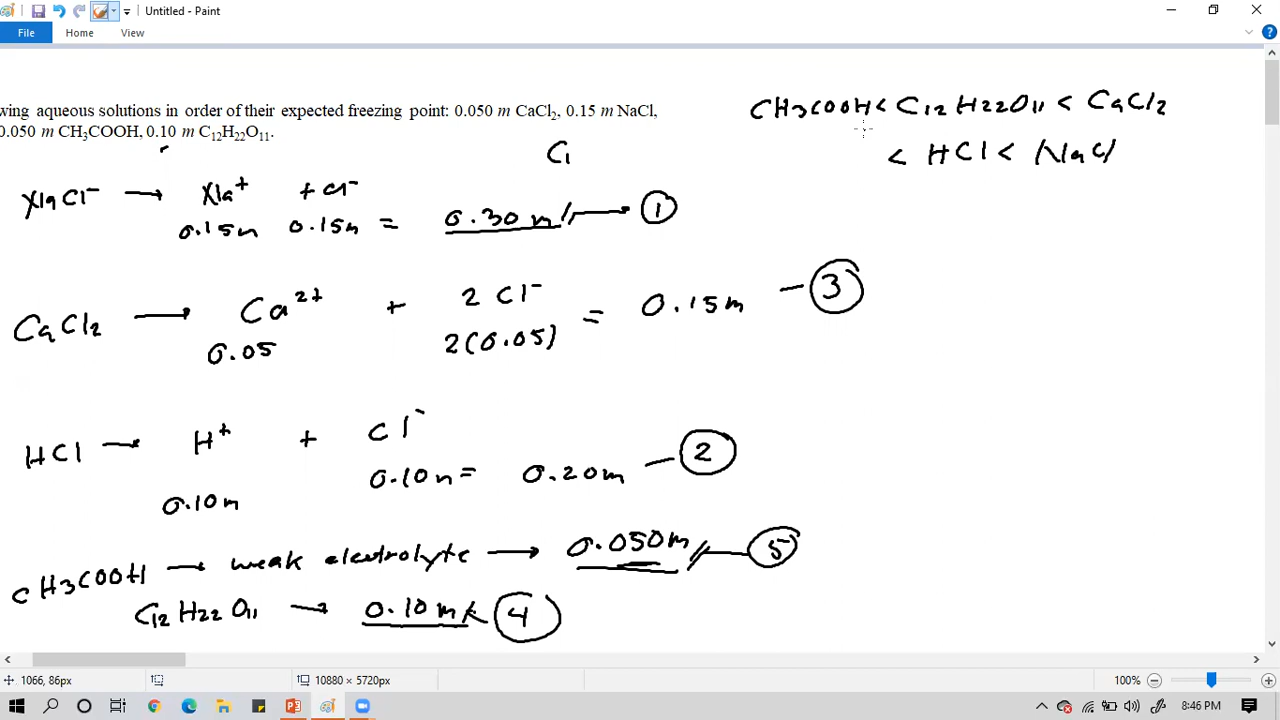 Untitled - Paint
File Home View
wing aqueous solutions in order of their expected freezing point: 0.050 m CaCl2, 0.15 m NaCl,
0.050 m CH3COOH, 0.10 m C12H22O11.
CH3COOH < C12H22O11 < CaCl2
< HCl < NaCl
Cl
NaCl⁻ → Na⁺ + Cl⁻
0.15m 0.15m = 0.30 m → 1
CaCl2 → Ca²⁺ + 2 Cl⁻ = 0.15m - 3
0.05 2(0.05)
HCl → H⁺ + Cl⁻
0.10m 0.10m = 0.20m - 2
CH3COOH → weak electrolyte → 0.050m - 5
C12H22O11 → 0.10m < 4
1066, 86px 10880 × 5720px 100%
8:46 PM